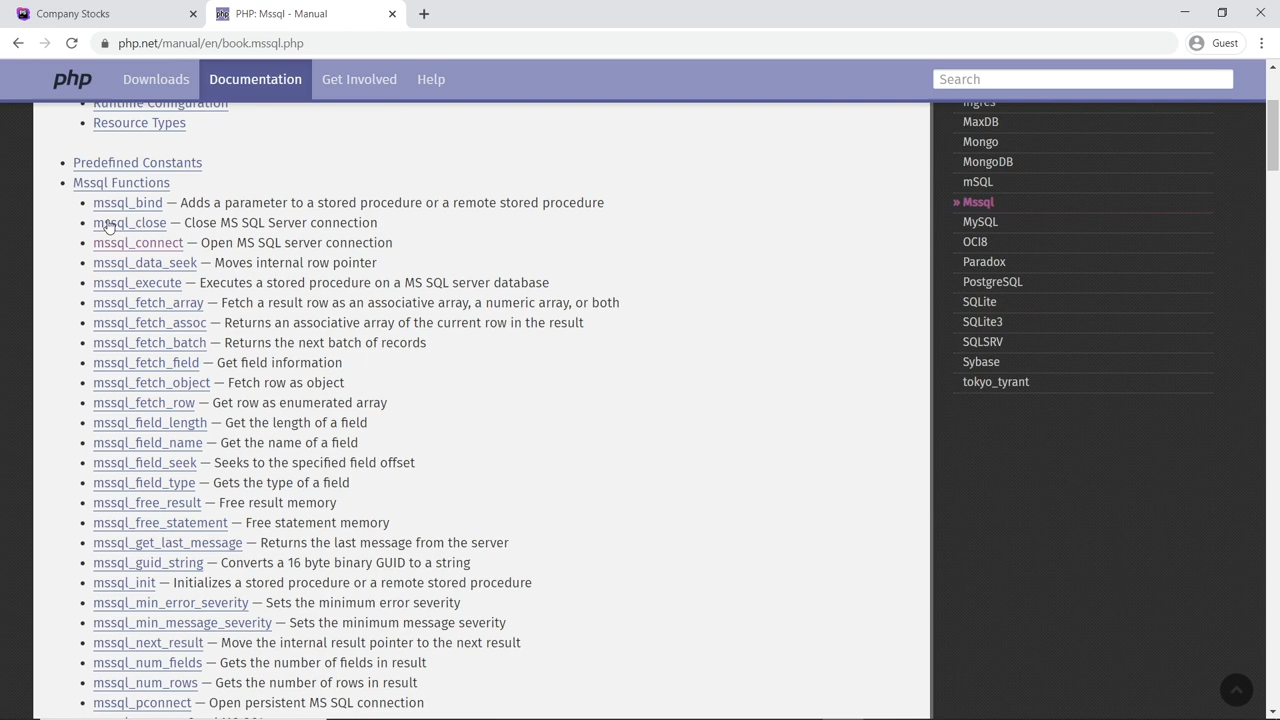 Company Stocks
PHP: Mssql - Manual
php.net/manual/en/book.mssql.php
Guest
php
Downloads
Documentation
Get Involved
Help
Search
Runtime Configuration
Resource Types
Predefined Constants
Mssql Functions
mssql_bind — Adds a parameter to a stored procedure or a remote stored procedure
mssql_close — Close MS SQL Server connection
mssql_connect — Open MS SQL server connection
mssql_data_seek — Moves internal row pointer
mssql_execute — Executes a stored procedure on a MS SQL server database
mssql_fetch_array — Fetch a result row as an associative array, a numeric array, or both
mssql_fetch_assoc — Returns an associative array of the current row in the result
mssql_fetch_batch — Returns the next batch of records
mssql_fetch_field — Get field information
mssql_fetch_object — Fetch row as object
mssql_fetch_row — Get row as enumerated array
mssql_field_length — Get the length of a field
mssql_field_name — Get the name of a field
mssql_field_seek — Seeks to the specified field offset
mssql_field_type — Gets the type of a field
mssql_free_result — Free result memory
mssql_free_statement — Free statement memory
mssql_get_last_message — Returns the last message from the server
mssql_guid_string — Converts a 16 byte binary GUID to a string
mssql_init — Initializes a stored procedure or a remote stored procedure
mssql_min_error_severity — Sets the minimum error severity
mssql_min_message_severity — Sets the minimum message severity
mssql_next_result — Move the internal result pointer to the next result
mssql_num_fields — Gets the number of fields in result
mssql_num_rows — Gets the number of rows in result
mssql_pconnect — Open persistent MS SQL connection
Ingres
MaxDB
Mongo
MongoDB
mSQL
» Mssql
MySQL
OCI8
Paradox
PostgreSQL
SQLite
SQLite3
SQLSRV
Sybase
tokyo_tyrant